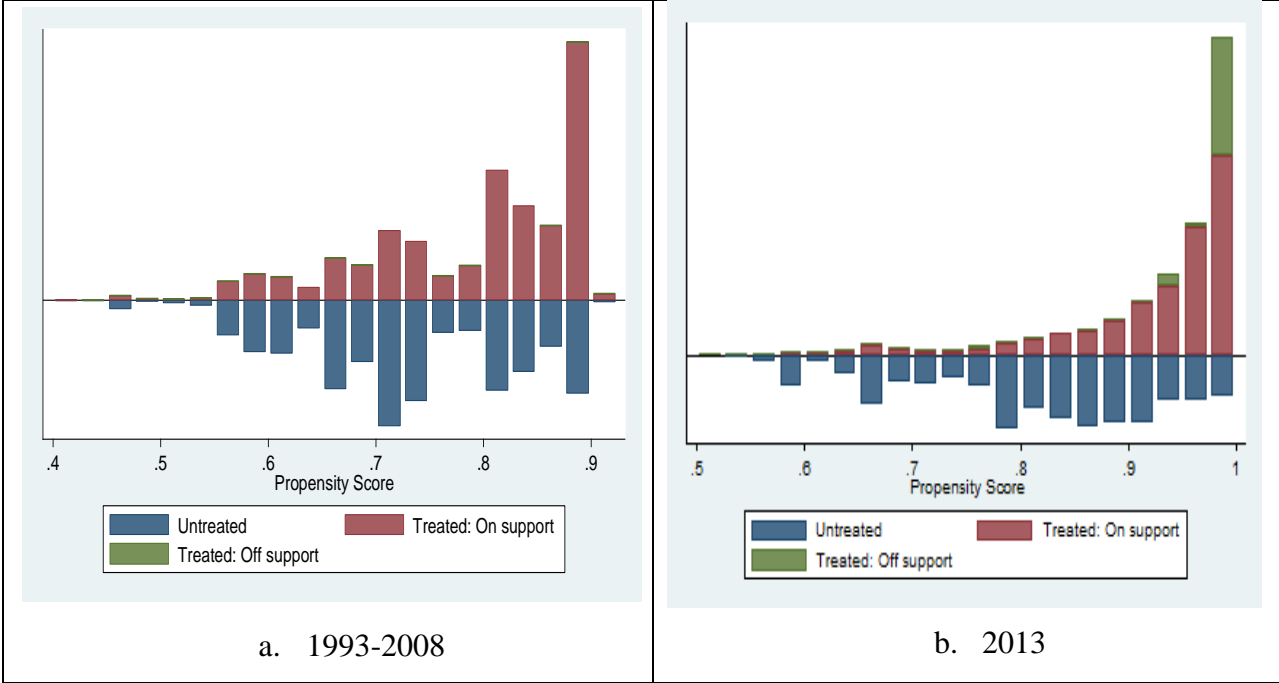 .4 .5 .6 .7 .8 .9
Propensity Score
Untreated Treated: On support
Treated: Off support
a. 1993-2008
.5 .6 .7 .8 .9 1
Propensity Score
Untreated Treated: On support
Treated: Off support
b. 2013